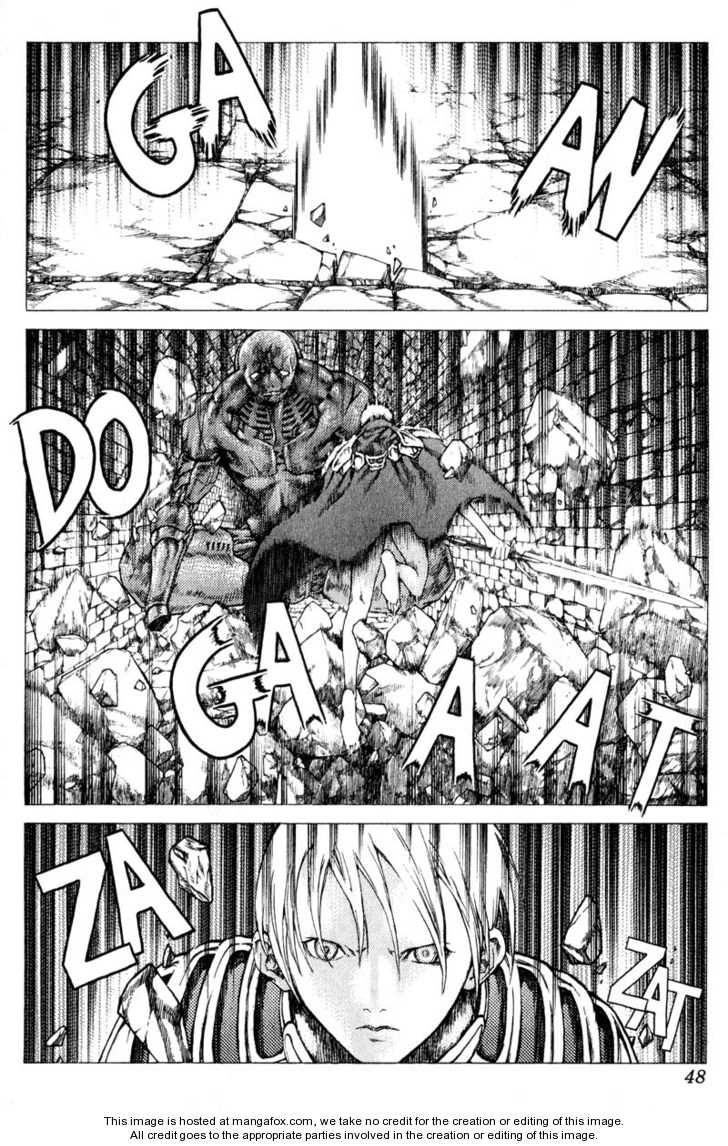 GA
AN
DO
GA
A
AT
ZA
ZAT
48
This image is hosted at mangafox.com, we take no credit for the creation or editing of this image.
All credit goes to the appropriate parties involved in the creation or editing of this image.